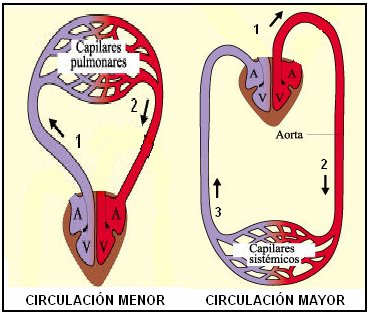 Capilares
pulmonares
1
2
A
A
V
V
CIRCULACIÓN MENOR
1
A
A
V
V
Aorta
2
3
Capilares
sistémicos
CIRCULACIÓN MAYOR